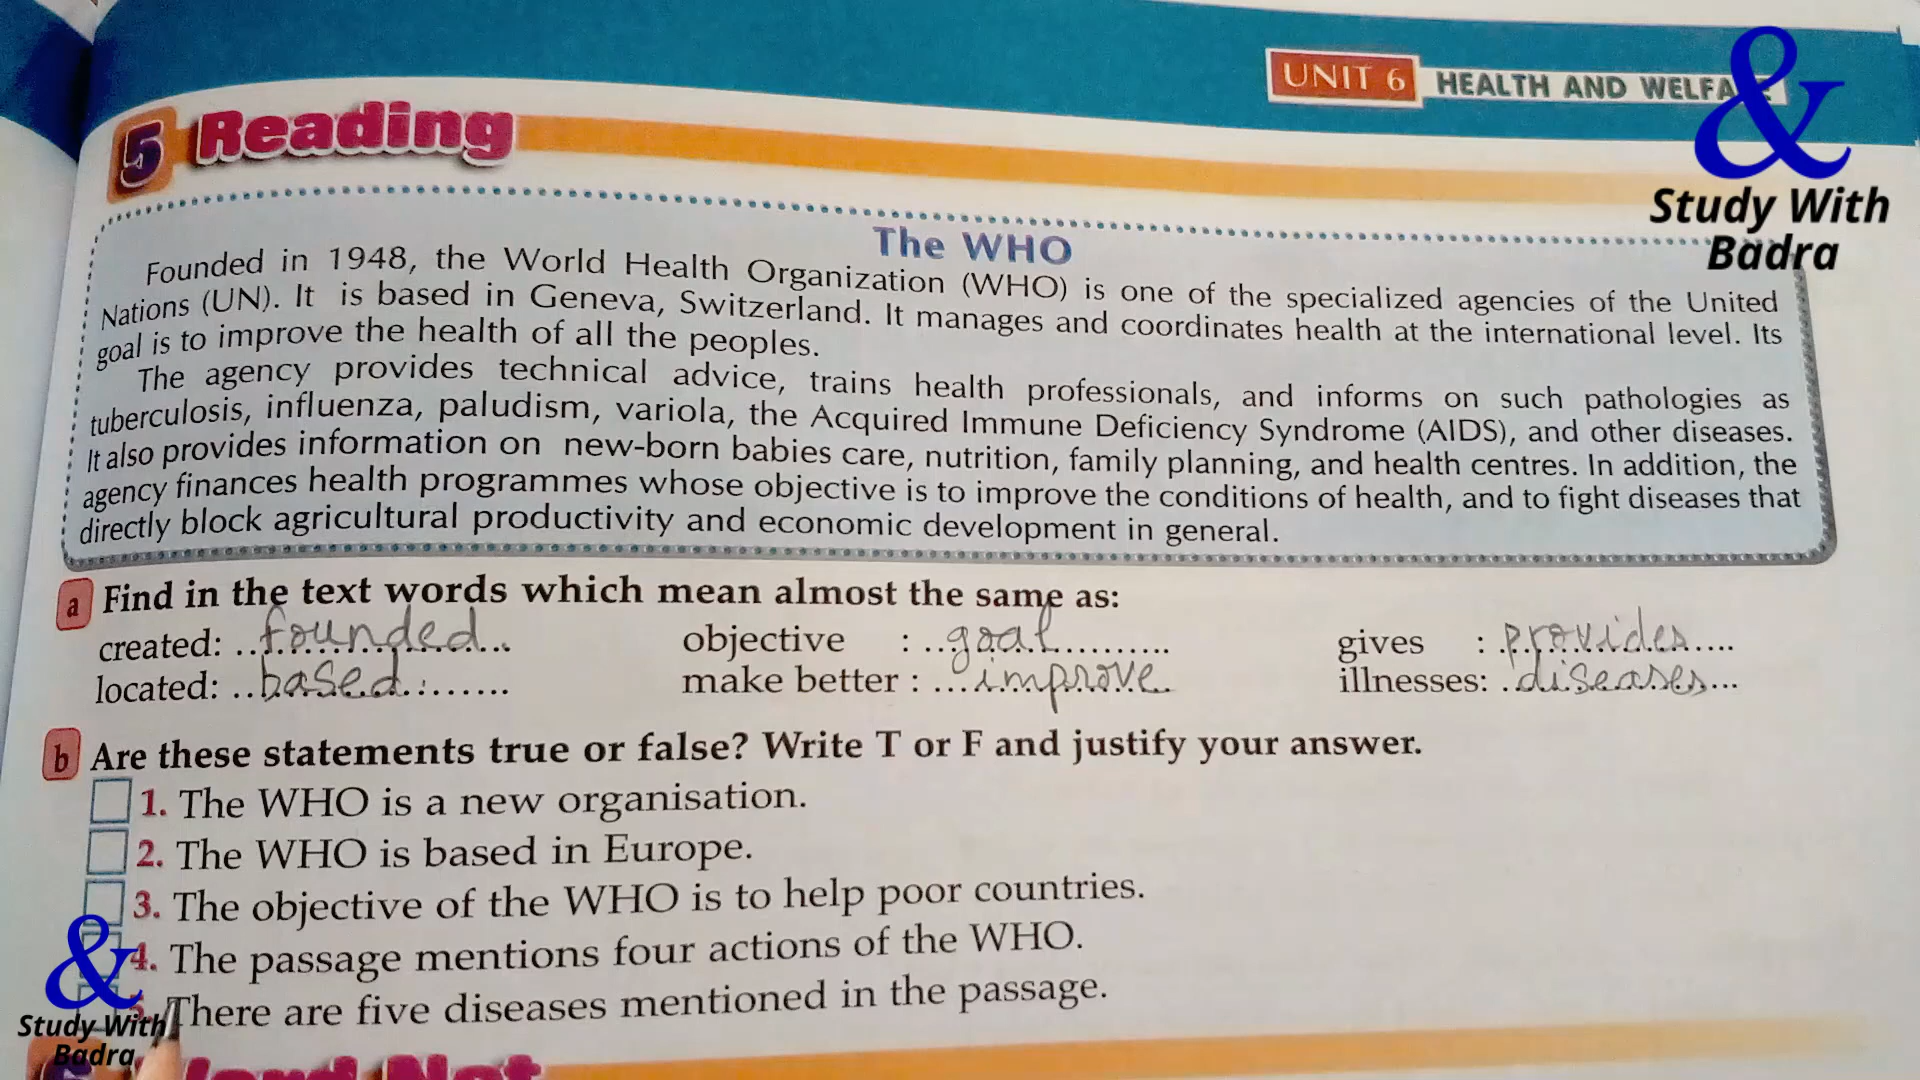 UNIT 6 HEALTH AND WELFA
&
Study With
Badra
5 Reading
The WHO
Founded in 1948, the World Health Organization (WHO) is one of the specialized agencies of the United
Nations (UN). It is based in Geneva, Switzerland. It manages and coordinates health at the international level. Its
goal is to improve the health of all the peoples.
The agency provides technical advice, trains health professionals, and informs on such pathologies as
tuberculosis, influenza, paludism, variola, the Acquired Immune Deficiency Syndrome (AIDS), and other diseases.
It also provides information on new-born babies care, nutrition, family planning, and health centres. In addition, the
agency finances health programmes whose objective is to improve the conditions of health, and to fight diseases that
directly block agricultural productivity and economic development in general.
a Find in the text words which mean almost the same as:
created: founded objective : goal gives : provides
located: based make better : improve illnesses: diseases
b Are these statements true or false? Write T or F and justify your answer.
1. The WHO is a new organisation.
2. The WHO is based in Europe.
3. The objective of the WHO is to help poor countries.
4. The passage mentions four actions of the WHO.
5. There are five diseases mentioned in the passage.
&
Study With
Badra